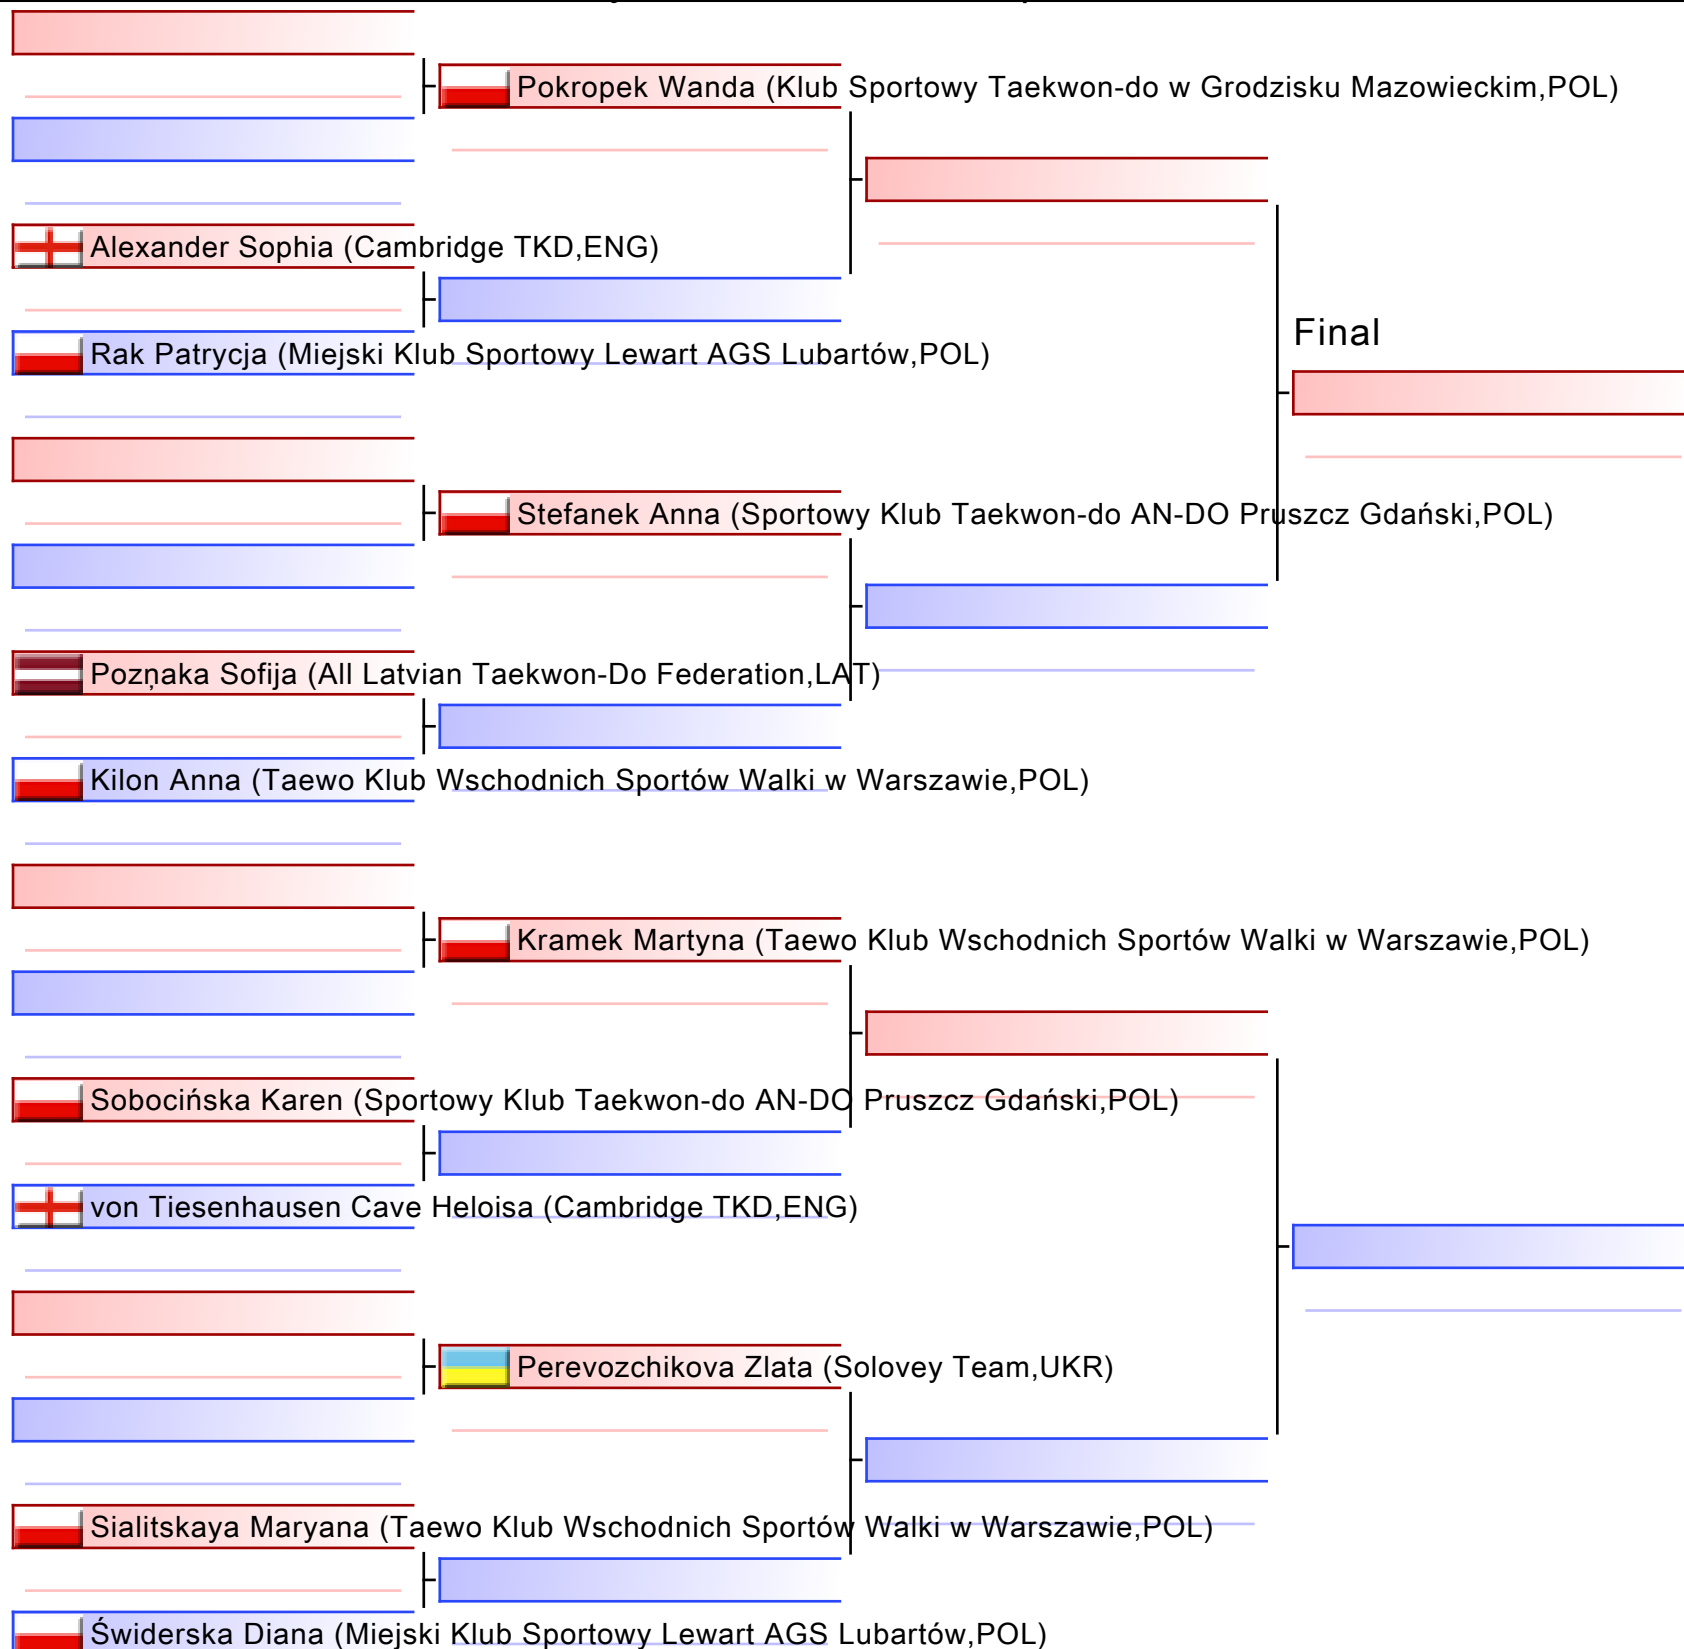 Pokropek Wanda (Klub Sportowy Taekwon-do w Grodzisku Mazowieckim,POL)
Alexander Sophia (Cambridge TKD,ENG)
Final
Rak Patrycja (Miejski Klub Sportowy Lewart AGS Lubartów,POL)
Stefanek Anna (Sportowy Klub Taekwon-do AN-DO Pruszcz Gdański,POL)
Pozņaka Sofija (All Latvian Taekwon-Do Federation,LAT)
Kilon Anna (Taewo Klub Wschodnich Sportów Walki w Warszawie,POL)
Kramek Martyna (Taewo Klub Wschodnich Sportów Walki w Warszawie,POL)
Sobocińska Karen (Sportowy Klub Taekwon-do AN-DO Pruszcz Gdański,POL)
von Tiesenhausen Cave Heloisa (Cambridge TKD,ENG)
Perevozchikova Zlata (Solovey Team,UKR)
Sialitskaya Maryana (Taewo Klub Wschodnich Sportów Walki w Warszawie,POL)
Świderska Diana (Miejski Klub Sportowy Lewart AGS Lubartów,POL)